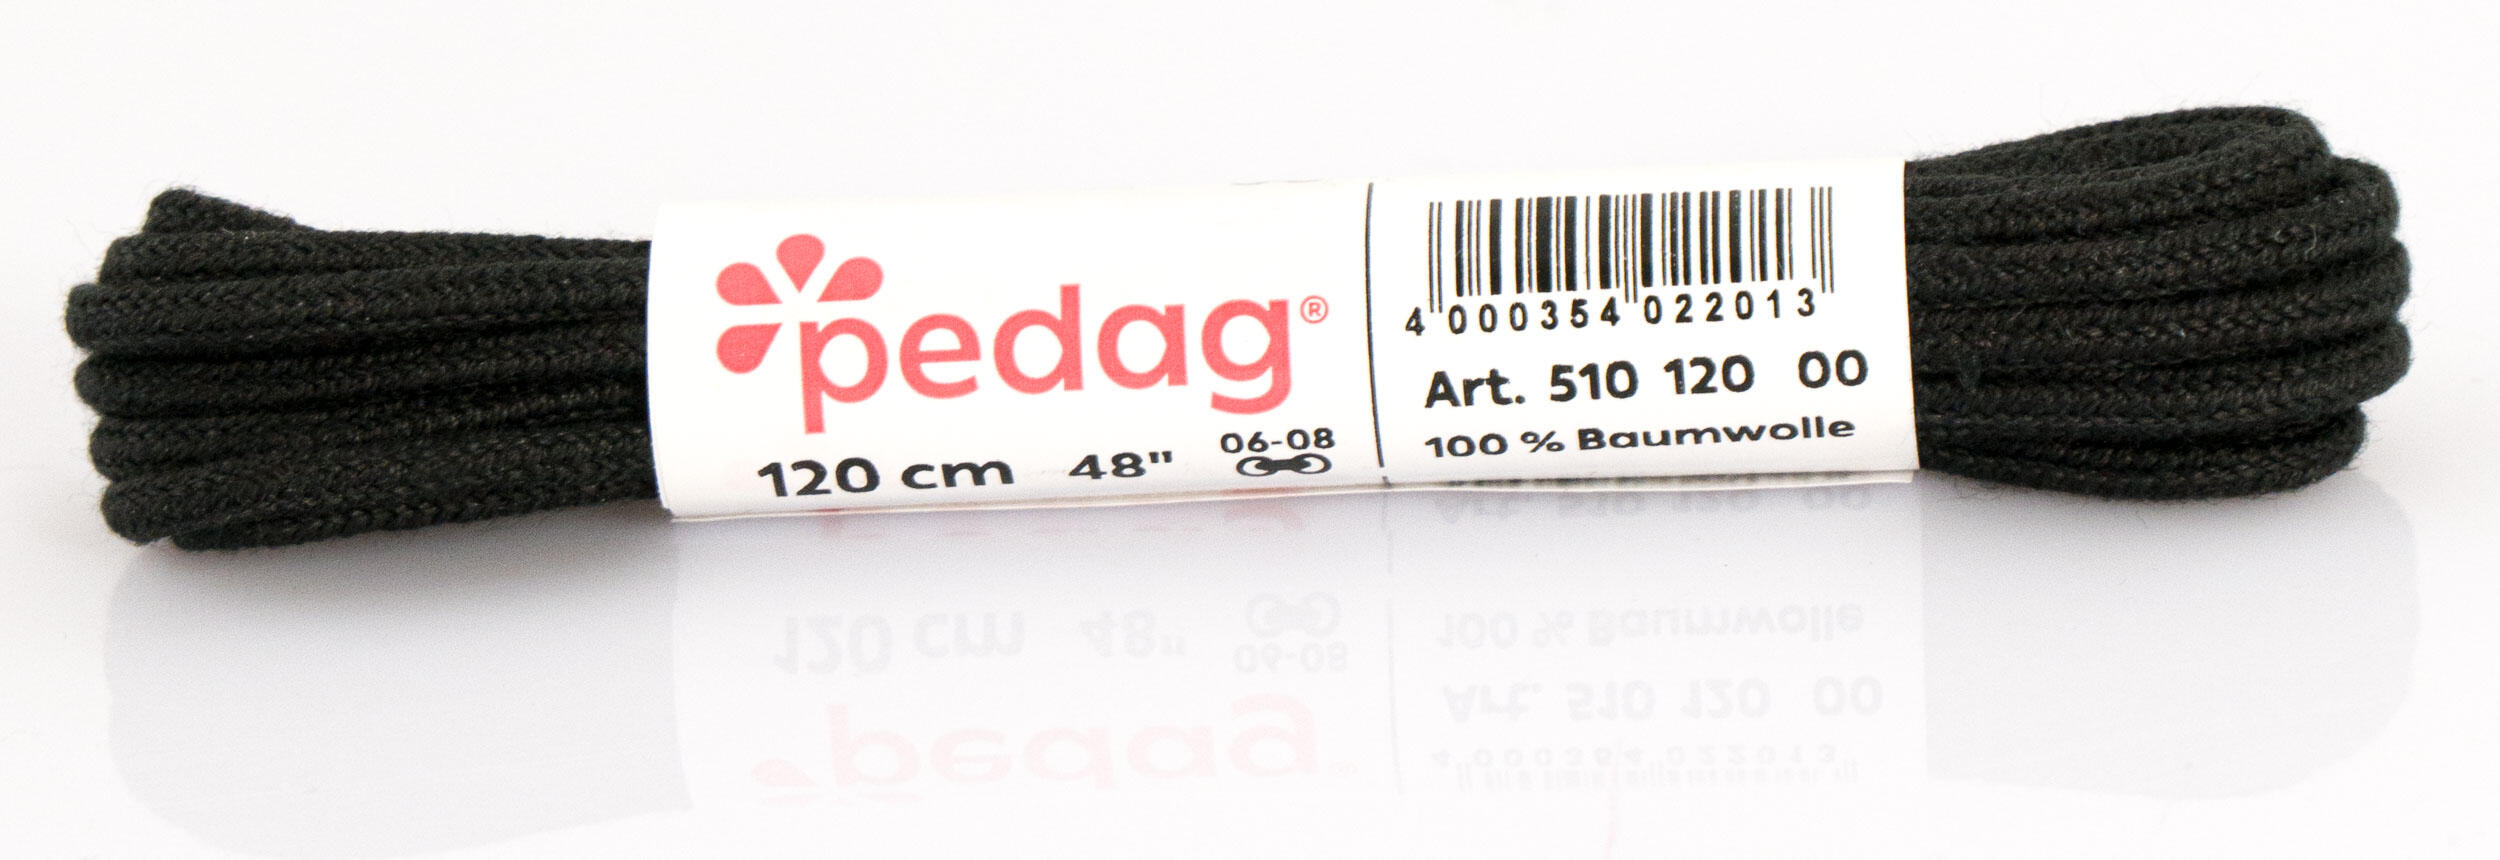 pedag®
120 cm 48" 06-08
4 000354 022013
Art. 510 120 00
100 % Baumwolle